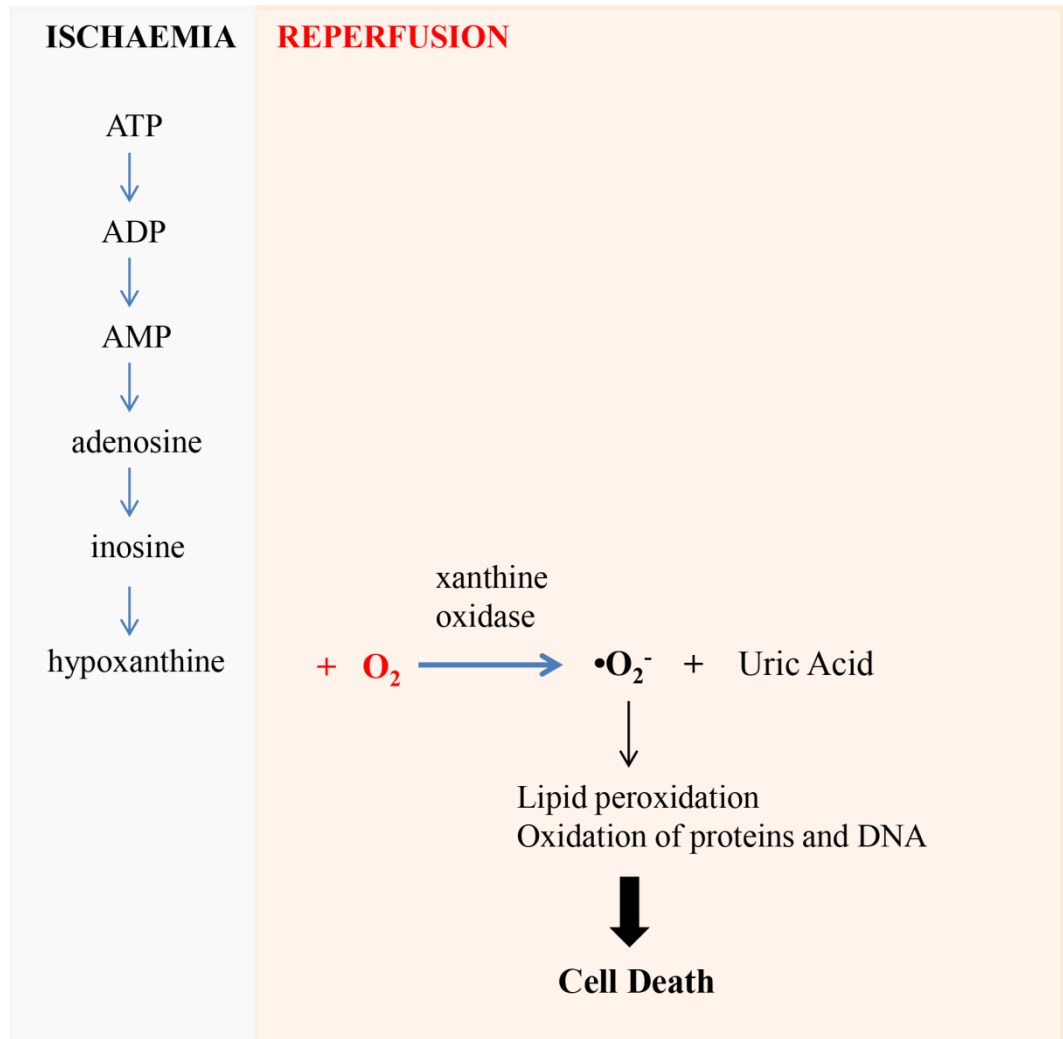 ISCHAEMIA REPERFUSION
ATP
ADP
AMP
adenosine
inosine
xanthine
oxidase
hypoxanthine + O₂ •O₂⁻ + Uric Acid
Lipid peroxidation
Oxidation of proteins and DNA
Cell Death